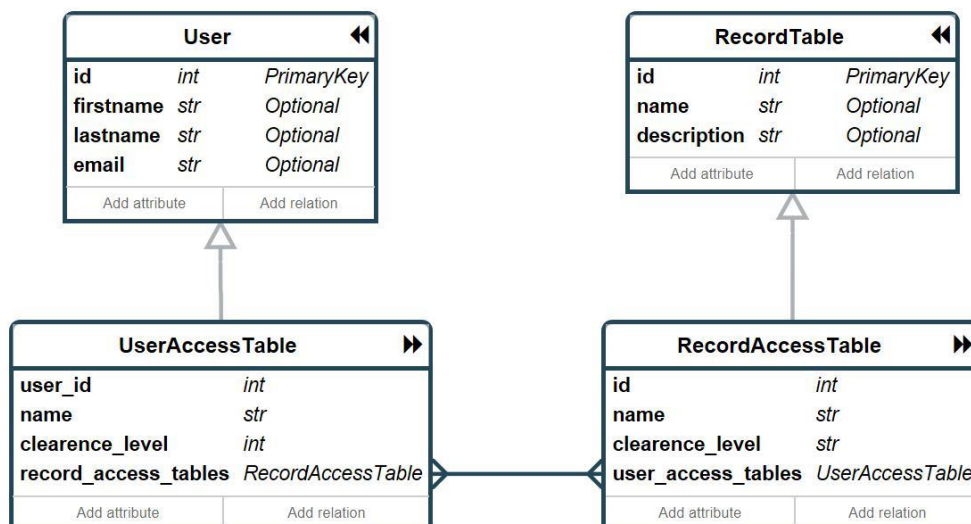 User
id int PrimaryKey
firstname str Optional
lastname str Optional
email str Optional
Add attribute Add relation
RecordTable
id int PrimaryKey
name str Optional
description str Optional
Add attribute Add relation
UserAccessTable
user_id int
name str
clearence_level int
record_access_tables RecordAccessTable
Add attribute Add relation
RecordAccessTable
id int
name str
clearence_level str
user_access_tables UserAccessTable
Add attribute Add relation